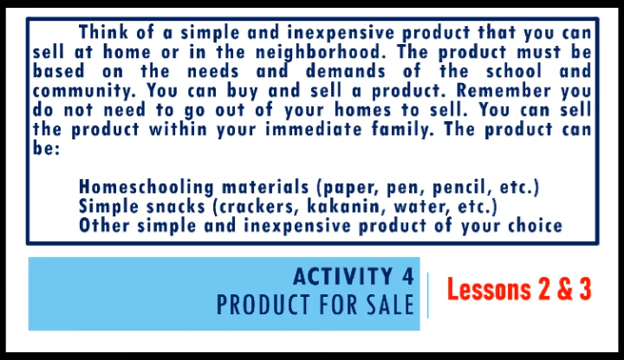 Think of a simple and inexpensive product that you can
sell at home or in the neighborhood. The product must be
based on the needs and demands of the school and
community. You can buy and sell a product. Remember you
do not need to go out of your homes to sell. You can sell
the product within your immediate family. The product can
be:
Homeschooling materials (paper, pen, pencil, etc.)
Simple snacks (crackers, kakanin, water, etc.)
Other simple and inexpensive product of your choice
ACTIVITY 4
PRODUCT FOR SALE
Lessons 2 & 3